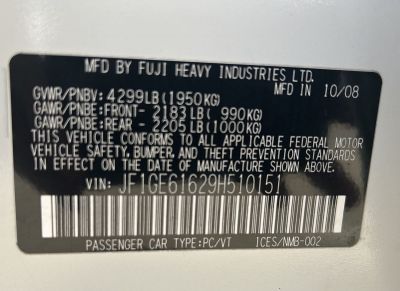 MFD BY FUJI HEAVY INDUSTRIES LTD.
MFD IN 10/08
GVWR/PNBV: 4299LB(1950KG)
GAWR/PNBE:FRONT- 2183LB( 990KG)
GAWR/PNBE:REAR - 2205LB(1000KG)
THIS VEHICLE CONFORMS TO ALL APPLICABLE FEDERAL MOTOR
VEHICLE SAFETY,BUMPER,AND THEFT PREVENTION STANDARDS
IN EFFECT ON THE DATE OF MANUFACTURE SHOWN ABOVE.
VIN: JF1GE61629H510151
PASSENGER CAR TYPE:PC/VT ICES/NMB-002